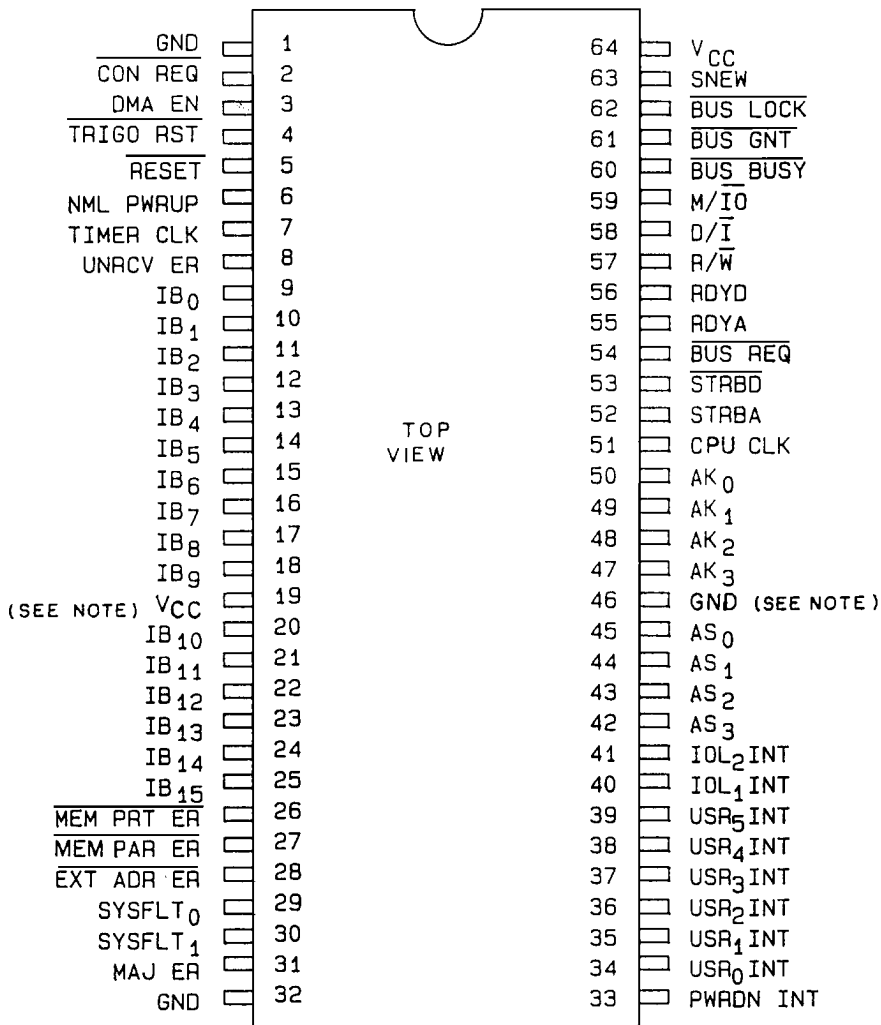 GND 1 64 VCC
CON REQ 2 63 SNEW
DMA EN 3 62 BUS LOCK
TRIGO RST 4 61 BUS GNT
RESET 5 60 BUS BUSY
NML PWRUP 6 59 M/IO
TIMER CLK 7 58 D/I
UNRCV ER 8 57 R/W
IB0 9 56 RDYD
IB1 10 55 RDYA
IB2 11 54 BUS REQ
IB3 12 53 STRBD
IB4 13 52 STRBA
IB5 14 TOP VIEW 51 CPU CLK
IB6 15 50 AK0
IB7 16 49 AK1
IB8 17 48 AK2
IB9 18 47 AK3
(SEE NOTE) VCC 19 46 GND (SEE NOTE)
IB10 20 45 AS0
IB11 21 44 AS1
IB12 22 43 AS2
IB13 23 42 AS3
IB14 24 41 IOL2INT
IB15 25 40 IOL1INT
MEM PRT ER 26 39 USR5INT
MEM PAR ER 27 38 USR4INT
EXT ADR ER 28 37 USR3INT
SYSFLT0 29 36 USR2INT
SYSFLT1 30 35 USR1INT
MAJ ER 31 34 USR0INT
GND 32 33 PWRDN INT